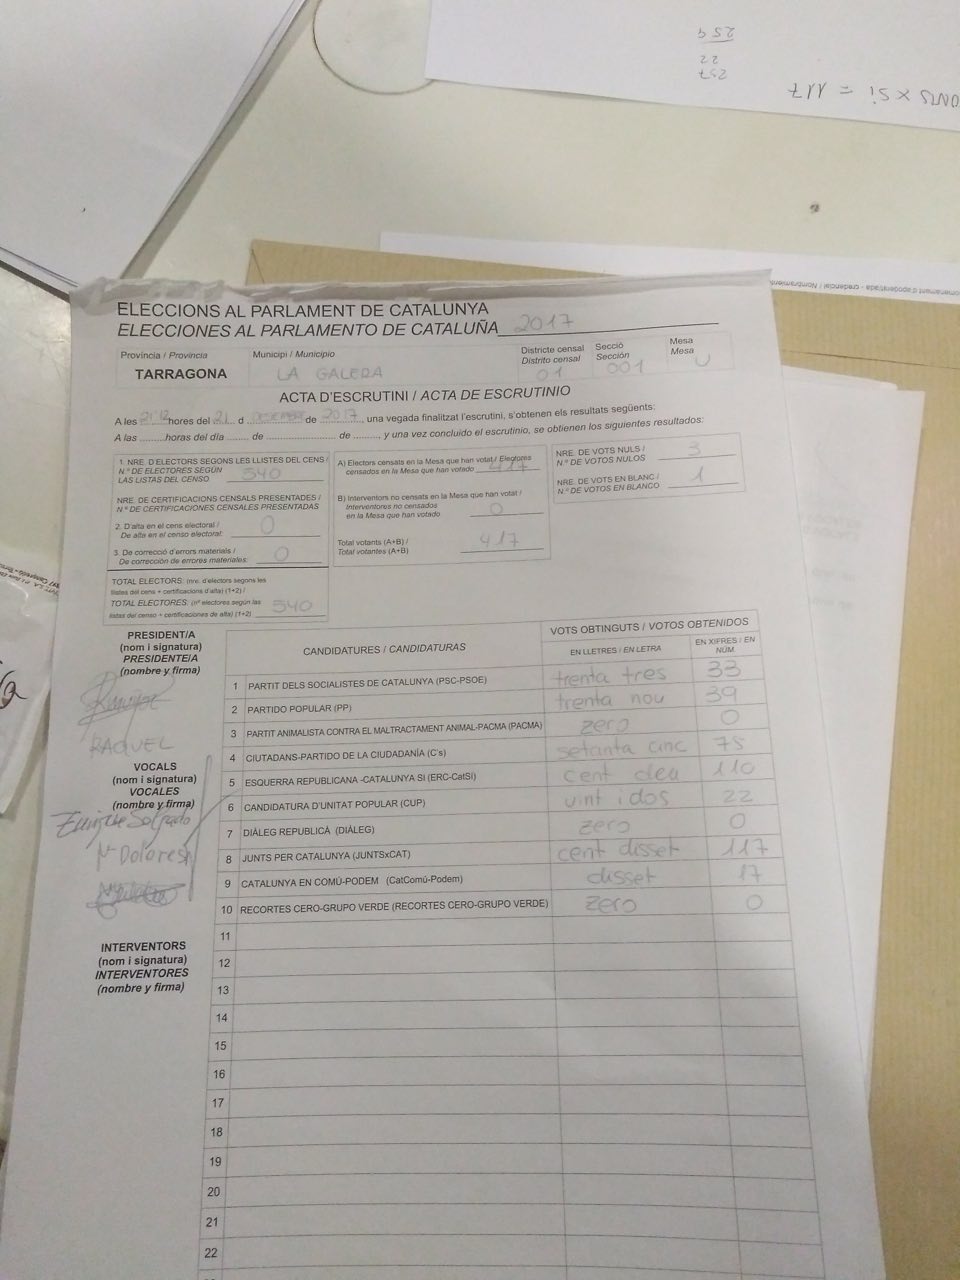 259
22
257
JUNTS X SI = 117
ELECCIONS AL PARLAMENT DE CATALUNYA
ELECCIONES AL PARLAMENTO DE CATALUÑA 2017
Província / Provincia Municipi / Municipio Districte censal Distrito censal Secció Sección Mesa Mesa
TARRAGONA LA GALERA 01 001 U
ACTA D'ESCRUTINI / ACTA DE ESCRUTINIO
A les 21:12 hores del 21 d DESEMBRE de 2017, una vegada finalitzat l'escrutini, s'obtenen els resultats següents:
A las ......... horas del día ....... de ........................... de ........, y una vez concluido el escrutinio, se obtienen los siguientes resultados:
1. NRE. D'ELECTORS SEGONS LES LLISTES DEL CENS /
N.º DE ELECTORES SEGÚN
LAS LISTAS DEL CENSO 540
NRE. DE CERTIFICACIONS CENSALS PRESENTADES /
N.º DE CERTIFICACIONES CENSALES PRESENTADAS
2. D'alta en el cens electoral /
De alta en el censo electoral: 0
3. De correcció d'errors materials /
De corrección de errores materiales: 0
TOTAL ELECTORS: (nre. d'electors segons les
llistes del cens + certificacions d'alta) (1+2) /
TOTAL ELECTORES: (nº electores según las
listas del censo + certificaciones de alta) (1+2) 540
A) Electors censats en la Mesa que han votat / Electores
censados en la Mesa que han votado 417
B) Interventors no censats en la Mesa que han votat /
Interventores no censados
en la Mesa que han votado 0
Total votants (A+B) /
Total votantes (A+B) 417
NRE. DE VOTS NULS /
N.º DE VOTOS NULOS 3
NRE. DE VOTS EN BLANC /
N.º DE VOTOS EN BLANCO 1
PRESIDENT/A
(nom i signatura)
PRESIDENTE/A
(nombre y firma)
RAQUEL
VOCALS
(nom i signatura)
VOCALES
(nombre y firma)
Enrique Salgado
Mª Dolores
INTERVENTORS
(nom i signatura)
INTERVENTORES
(nombre y firma)
CANDIDATURES / CANDIDATURAS VOTS OBTINGUTS / VOTOS OBTENIDOS
EN LLETRES / EN LETRA EN XIFRES / EN NÚM
1 PARTIT DELS SOCIALISTES DE CATALUNYA (PSC-PSOE) trenta tres 33
2 PARTIDO POPULAR (PP) trenta nou 39
3 PARTIT ANIMALISTA CONTRA EL MALTRACTAMENT ANIMAL-PACMA (PACMA) zero 0
4 CIUTADANS-PARTIDO DE LA CIUDADANÍA (C's) setanta cinc 75
5 ESQUERRA REPUBLICANA -CATALUNYA SÍ (ERC-CatSí) cent deu 110
6 CANDIDATURA D'UNITAT POPULAR (CUP) vint i dos 22
7 DIÀLEG REPUBLICÀ (DIÀLEG) zero 0
8 JUNTS PER CATALUNYA (JUNTSxCAT) cent disset 117
9 CATALUNYA EN COMÚ-PODEM (CatComú-Podem) disset 17
10 RECORTES CERO-GRUPO VERDE (RECORTES CERO-GRUPO VERDE) zero 0
11
12
13
14
15
16
17
18
19
20
21
22